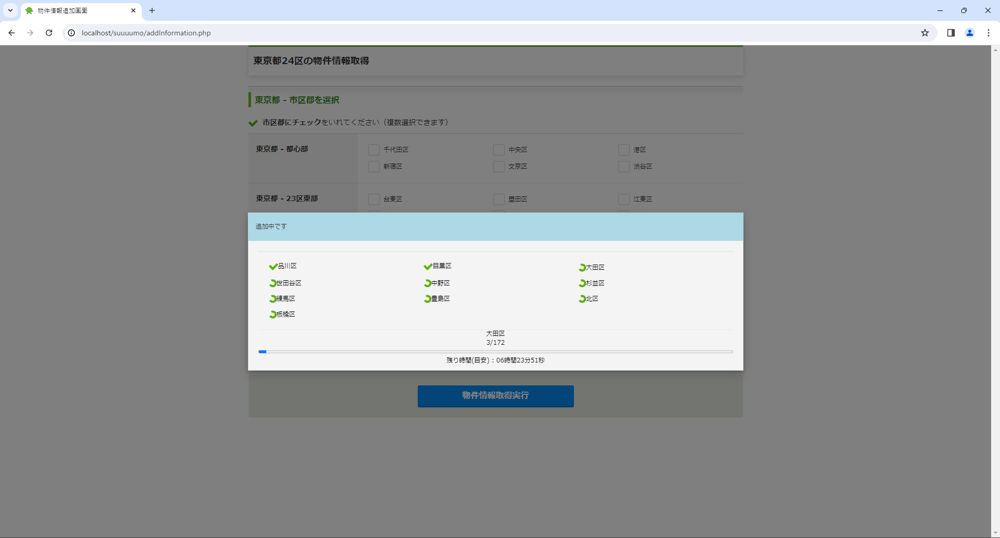 物件情報追加画面
localhost/suuuumo/addInformation.php
東京都24区の物件情報取得
東京都 - 市区郡を選択
市区郡にチェックをいれてください（複数選択できます）
東京都 - 都心部 千代田区 中央区 港区
新宿区 文京区 渋谷区
東京都 - 23区東部 台東区 墨田区 江東区
追加中です
品川区 目黒区 大田区
世田谷区 中野区 杉並区
練馬区 豊島区 北区
板橋区
大田区
3/172
残り時間(目安)：06時間23分51秒
物件情報取得実行